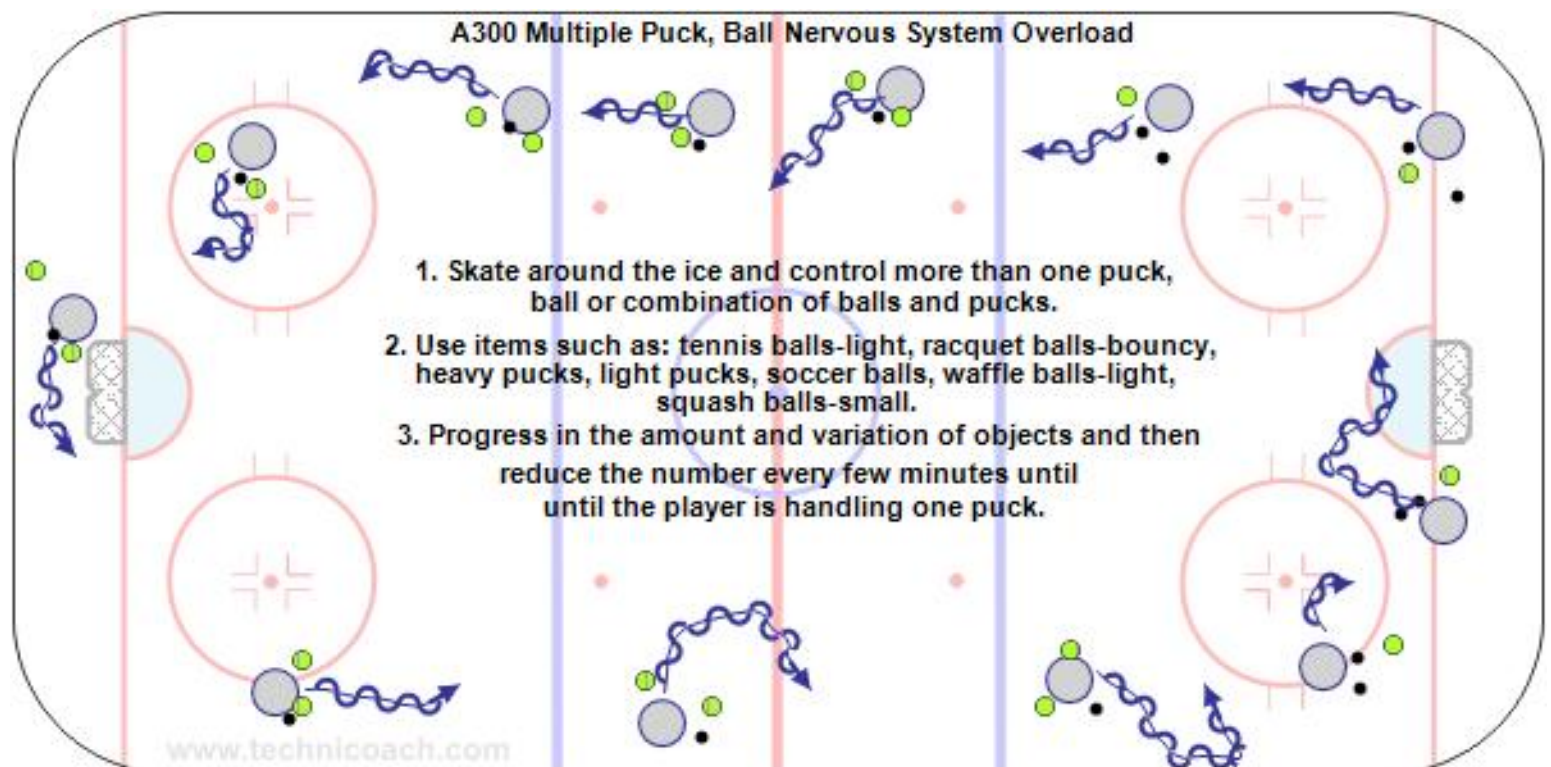 A300 Multiple Puck, Ball Nervous System Overload
1. Skate around the ice and control more than one puck,
ball or combination of balls and pucks.
2. Use items such as: tennis balls-light, racquet balls-bouncy,
heavy pucks, light pucks, soccer balls, waffle balls-light,
squash balls-small.
3. Progress in the amount and variation of objects and then
reduce the number every few minutes until
until the player is handling one puck.
www.technicoach.com